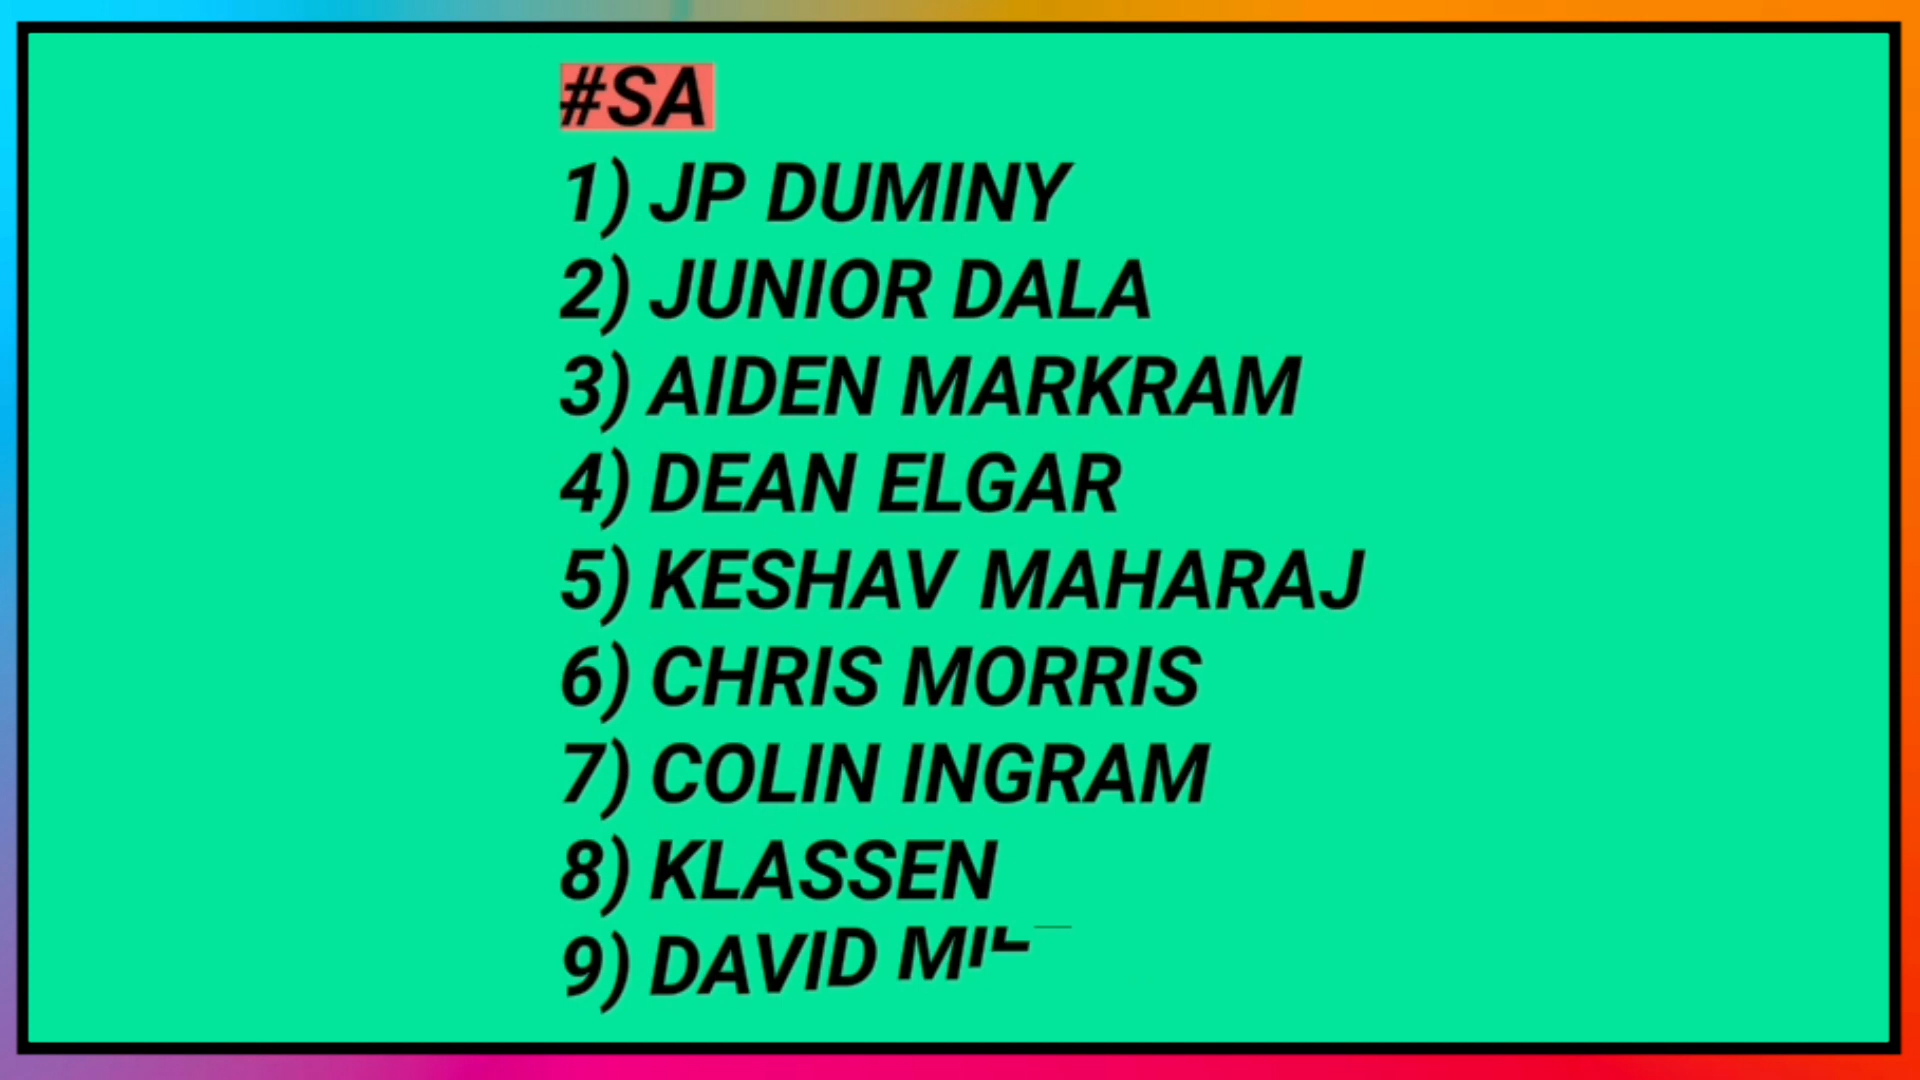 #SA
1) JP DUMINY
2) JUNIOR DALA
3) AIDEN MARKRAM
4) DEAN ELGAR
5) KESHAV MAHARAJ
6) CHRIS MORRIS
7) COLIN INGRAM
8) KLASSEN
9) DAVID